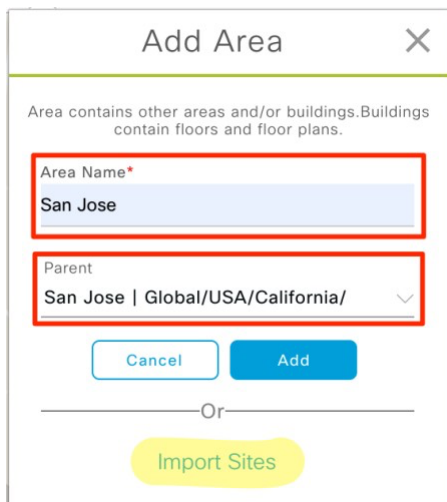 Add Area
Area contains other areas and/or buildings.Buildings
contain floors and floor plans.
Area Name*
San Jose
Parent
San Jose | Global/USA/California/
Cancel Add
Or
Import Sites